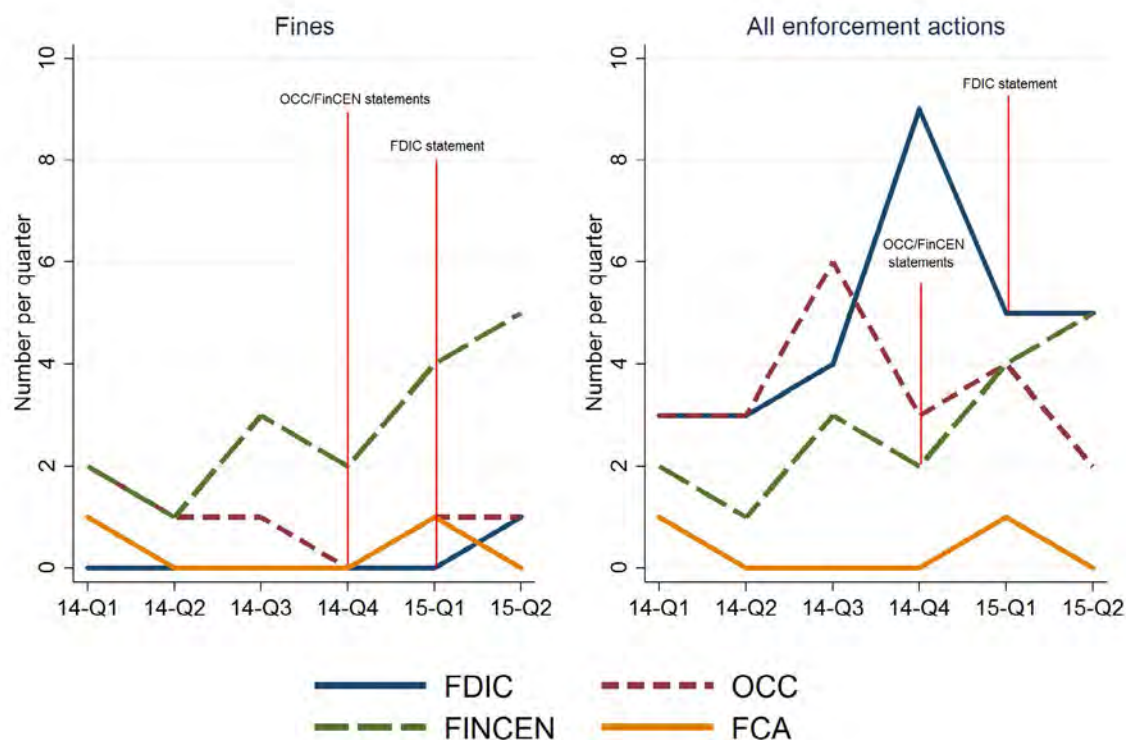 Fines
Number per quarter
10
8
6
4
2
0
OCC/FinCEN statements
FDIC statement
14-Q1 14-Q2 14-Q3 14-Q4 15-Q1 15-Q2
All enforcement actions
Number per quarter
10
8
6
4
2
0
FDIC statement
OCC/FinCEN
statements
14-Q1 14-Q2 14-Q3 14-Q4 15-Q1 15-Q2
FDIC OCC
FINCEN FCA